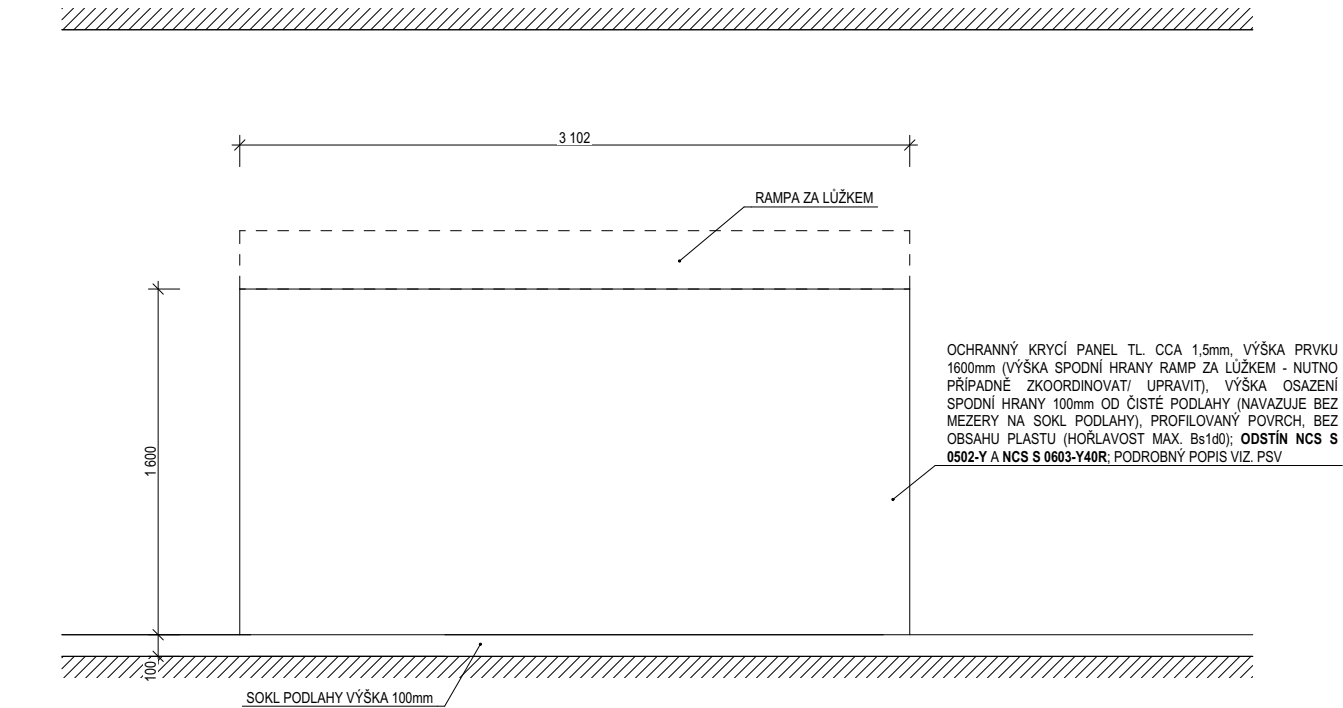 3 102
RAMPA ZA LŮŽKEM
OCHRANNÝ KRYCÍ PANEL TL. CCA 1,5mm, VÝŠKA PRVKU
1600mm (VÝŠKA SPODNÍ HRANY RAMP ZA LŮŽKEM - NUTNO
PŘÍPADNĚ ZKOORDINOVAT/ UPRAVIT), VÝŠKA OSAZENÍ
SPODNÍ HRANY 100mm OD ČISTÉ PODLAHY (NAVAZUJE BEZ
MEZERY NA SOKL PODLAHY), PROFILOVANÝ POVRCH, BEZ
OBSAHU PLASTU (HOŘLAVOST MAX. Bs1d0); ODSTÍN NCS S
0502-Y A NCS S 0603-Y40R; PODROBNÝ POPIS VIZ. PSV
1 600
100
SOKL PODLAHY VÝŠKA 100mm